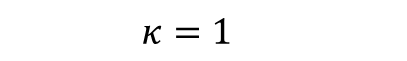 κ = 1